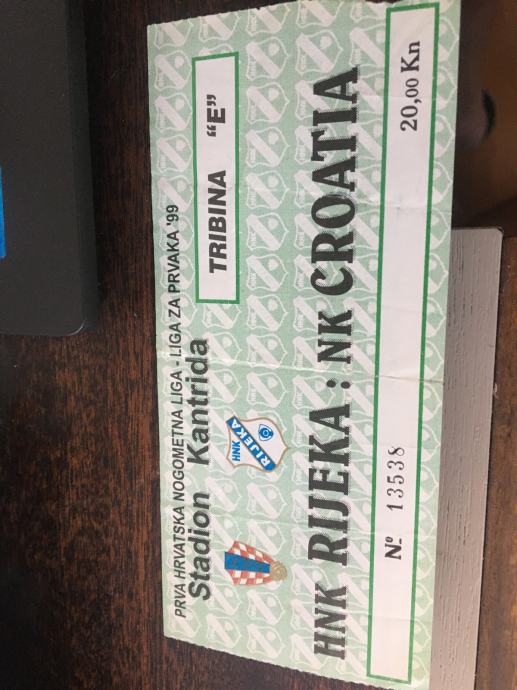 PRVA HRVATSKA NOGOMETNA LIGA - LIGA ZA PRVAKA '99
Stadion Kantrida
TRIBINA "E"
HNK
RIJEKA
HNK RIJEKA : NK CROATIA
Nº 13538
20,00 Kn